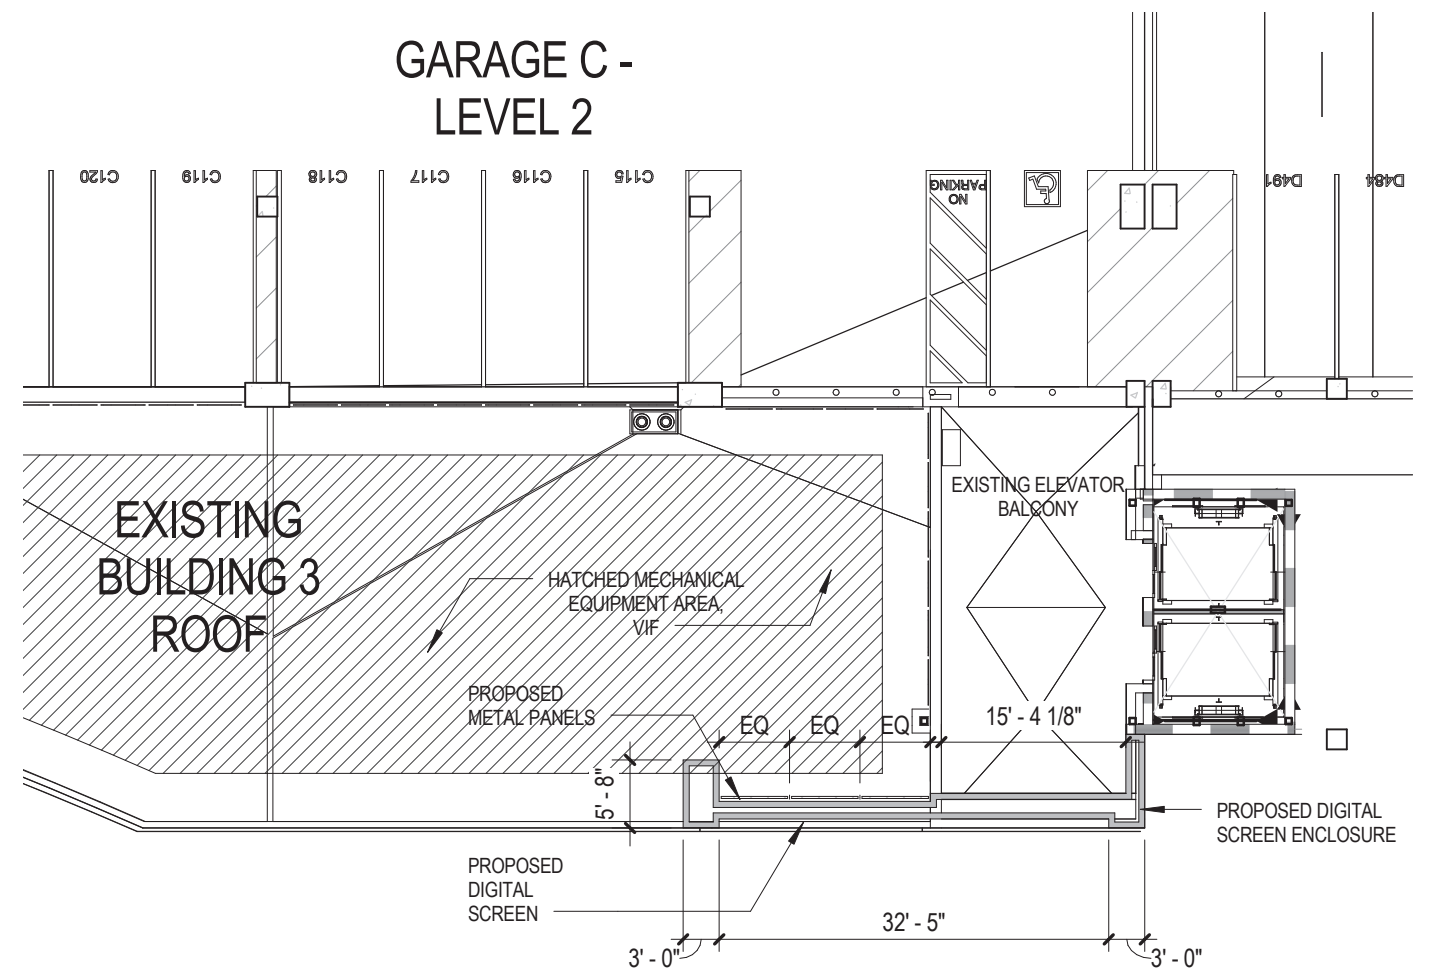 GARAGE C -
LEVEL 2
C120
C119
C118
C117
C116
C115
NO
PARKING
D491
D484
EXISTING ELEVATOR
BALCONY
EXISTING
BUILDING 3
ROOF
HATCHED MECHANICAL
EQUIPMENT AREA,
VIF
PROPOSED
METAL PANELS
EQ
EQ
EQ
15' - 4 1/8"
5' - 8"
PROPOSED DIGITAL
SCREEN ENCLOSURE
PROPOSED
DIGITAL
SCREEN
32' - 5"
3' - 0"
3' - 0"